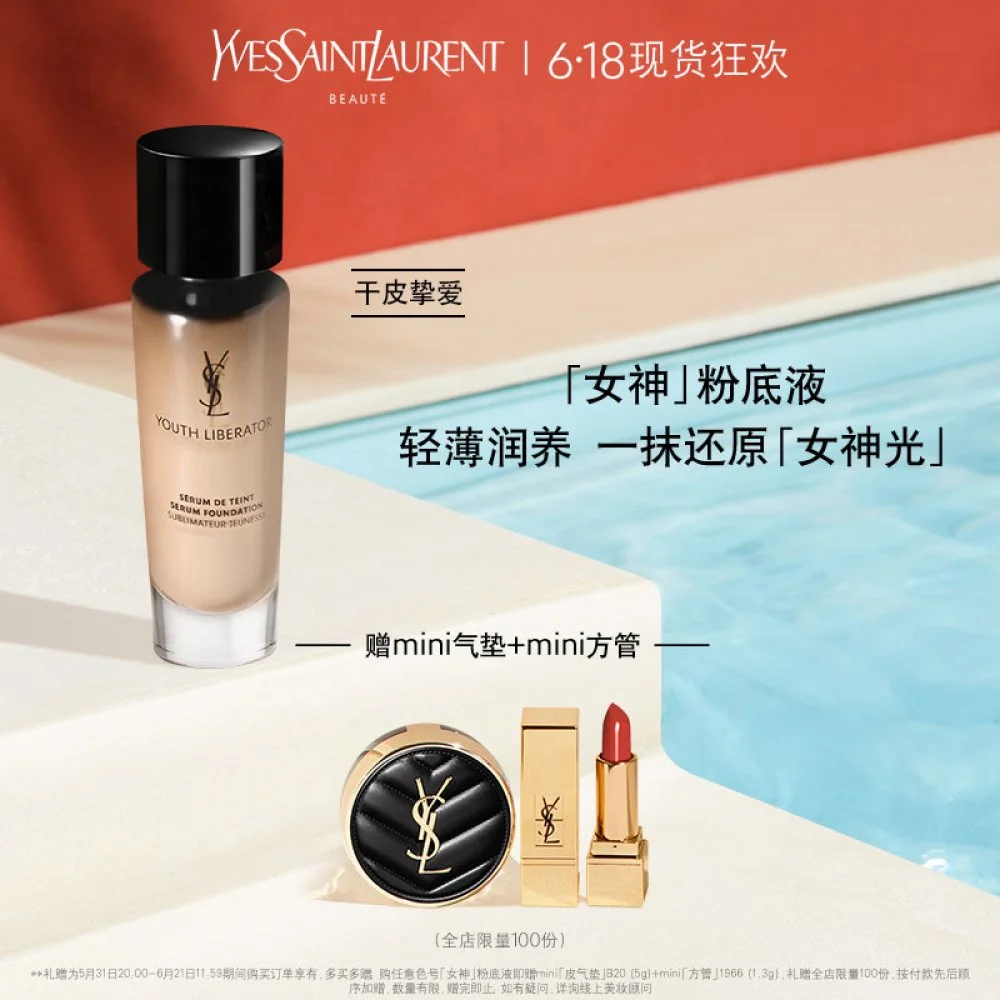 YVESSAINTLAURENT | 6·18现货狂欢
BEAUTÉ
干皮挚爱
YSL
YOUTH LIBERATOR
SÉRUM DE TEINT
SERUM FOUNDATION
SUBLIMATEUR JEUNESSE
「女神」粉底液
轻薄润养 一抹还原「女神光」
赠mini气垫+mini方管
YSL
YSL
(全店限量100份)
**礼赠为5月31日20.00-6月21日11.59期间购买订单享有, 多买多赠. 购任意色号「女神」粉底液即赠mini「皮气垫」B20 (5g)+mini「方管」1966 (1.3g). 礼赠全店限量100份, 按付款先后顺
序加赠, 数量有限, 赠完即止. 如有疑问, 详询线上美妆顾问